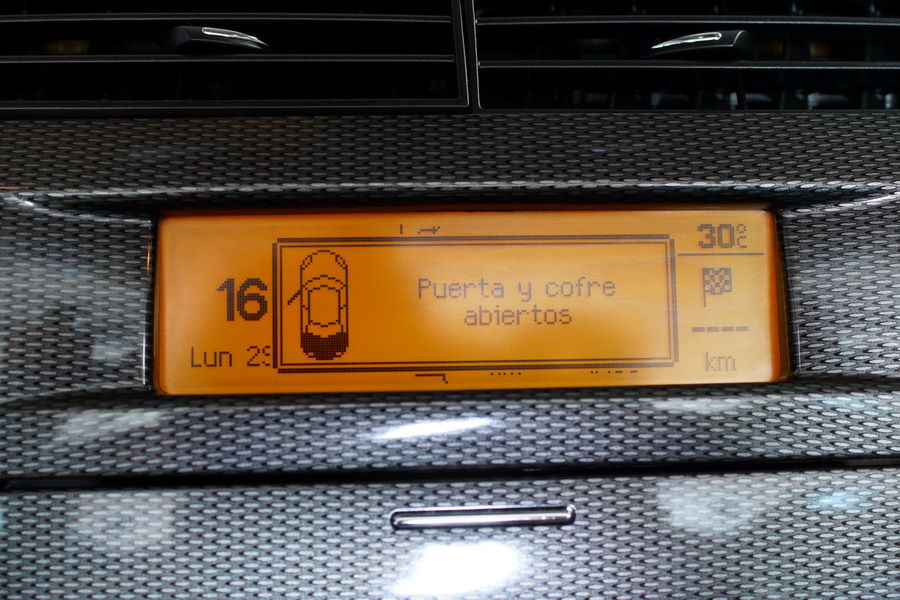 30°C
16
Puerta y cofre
abiertos
Lun 29
km